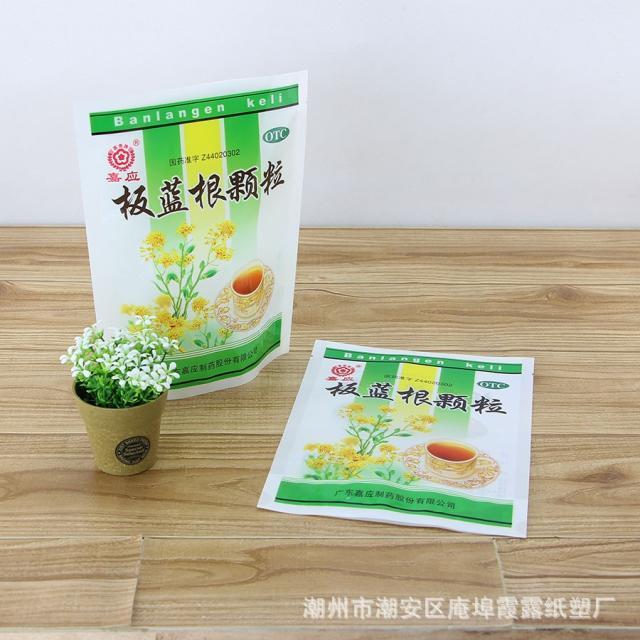 Banlangen keli
OTC
国药准字 Z44020302
嘉应
板蓝根颗粒
嘉应制药股份有限公司
Banlangen keli
OTC
国药准字 Z44020302
嘉应
板蓝根颗粒
广东嘉应制药股份有限公司
潮州市潮安区庵埠霞露纸塑厂